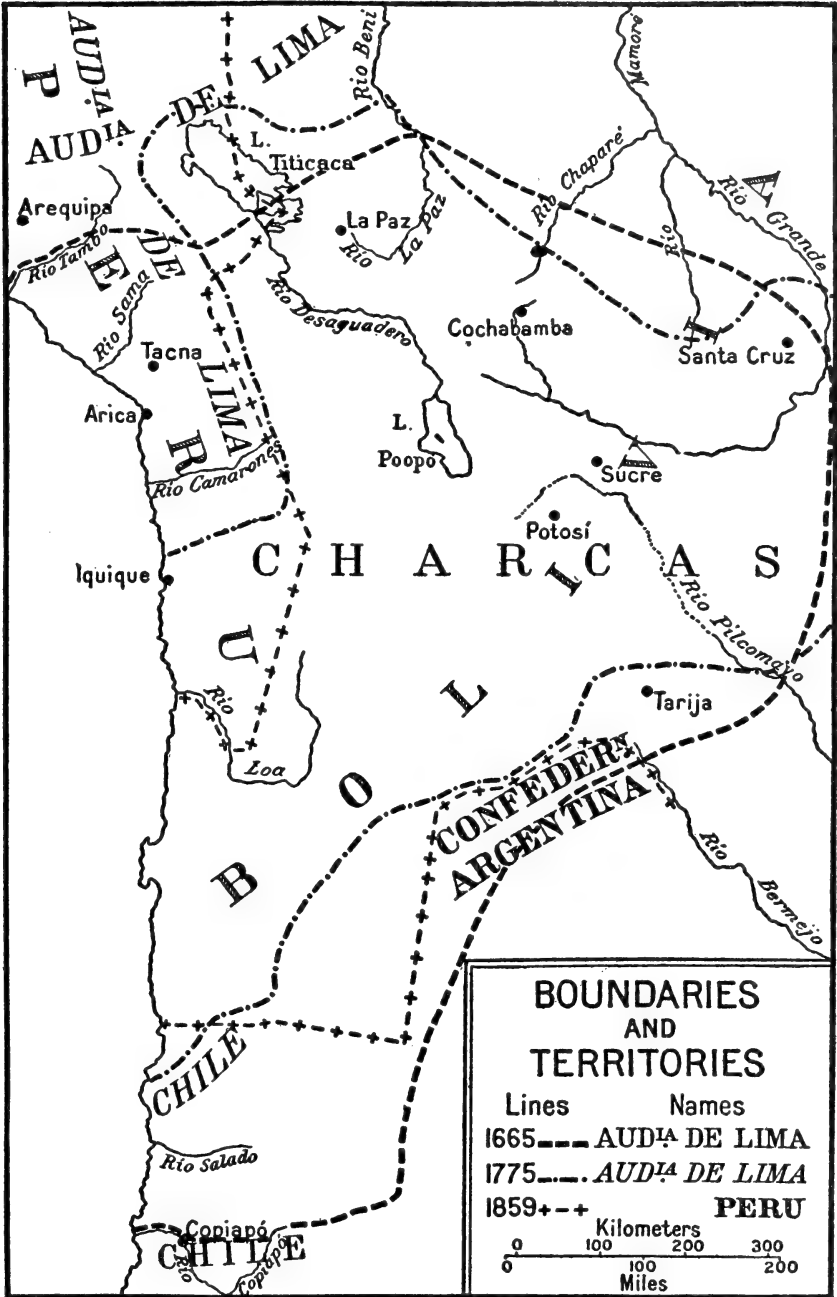 AUDIA DE LIMA
AUDIA DE LIMA
PERU
Rio Beni
Mamoré
L.
Titicaca
Arequipa
La Paz
Rio La Paz
Rio Chaparé
Rio Grande
Rio
Rio Tambo
Rio Sama
Rio Desaguadero
Cochabamba
Santa Cruz
Tacna
Arica
L.
Poopó
Sucre
Rio Camarones
Potosí
CHARCAS
Iquique
Rio Pilcomayo
BOLIVIA
Rio Loa
Tarija
CONFEDERN
ARGENTINA
Rio Bermejo
CHILE
Rio Salado
Copiapó
CHILE
Rio Copiapó
BOUNDARIES
AND
TERRITORIES
Lines Names
1665 AUDIA DE LIMA
1775 AUDIA DE LIMA
1859 PERU
Kilometers
0 100 200 300
0 100 200
Miles